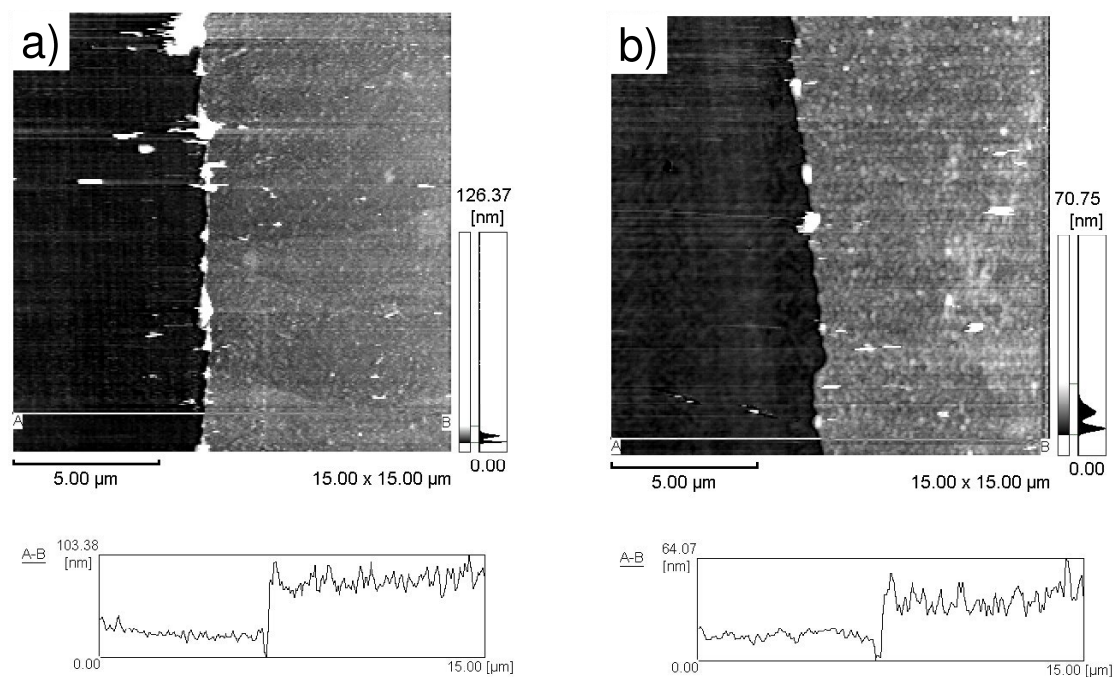 a)
126.37
[nm]
A
B
0.00
5.00 µm
15.00 x 15.00 µm
A-B
103.38
[nm]
0.00
15.00 [µm]
b)
70.75
[nm]
A
B
0.00
5.00 µm
15.00 x 15.00 µm
A-B
64.07
[nm]
0.00
15.00 [µm]